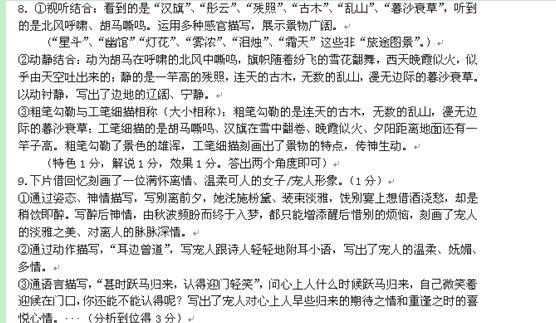 8. ①视听结合：看到的是“汉旗”、“彤云”、“残照”、“古木”、“乱山”、“暮沙衰草”，听到
的是北风呼啸、胡马嘶鸣。运用多种感官描写，展示景物广阔。
（“星斗”、“幽馆”“灯花”、“雾浓”、“泪烛”、“霜天”这些非“旅途图景”。）
②动静结合：动为胡马在呼啸的北风中嘶鸣，旗帜随着纷飞的雪花翻舞，西天晚霞似火，似
乎由天空吐出来的；静的是一竿高的残照，连天的古木，无数的乱山，漫无边际的暮沙衰草。
以动衬静，写出了边地的辽阔、宁静。
③粗笔勾勒与工笔细描相称（大小相称）：粗笔勾勒的是连天的古木，无数的乱山，漫无边
际的暮沙衰草；工笔细描的是胡马嘶鸣、汉旗在雪中翻卷、晚霞似火、夕阳距离地面还有一
竿子高。粗笔勾勒了景色的雄浑，工笔细描刻画出了景物的特点，传神生动。
（特色 1 分，解说 1 分，效果 1 分。答出两个角度即可）
9.下片借回忆刻画了一位满怀离情、温柔可人的女子/宠人形象。（1 分）
①通过姿态、神情描写，写别离前夕，她浅施粉黛、装束淡雅，饯别宴上想借酒浇愁，却是
稍饮即醉。写醉后神情，由秋波频盼而终于入梦，都只能增添醒后惜别的烦恼，刻画了宠人
的淡雅之美、对离人的脉脉深情。
②通过动作描写，“耳边曾道”，写宠人跟诗人轻轻地附耳小语，写出了宠人的温柔、妩媚、
多情。
③通语言描写，“甚时跃马归来，认得迎门轻笑”，问心上人什么时候跃马归来，自己微笑着
迎候在门口，你还能不能认得呢？写出了宠人对心上人早些归来的期待之情和重逢之时的喜
悦心情。···（分析到位得 3 分）